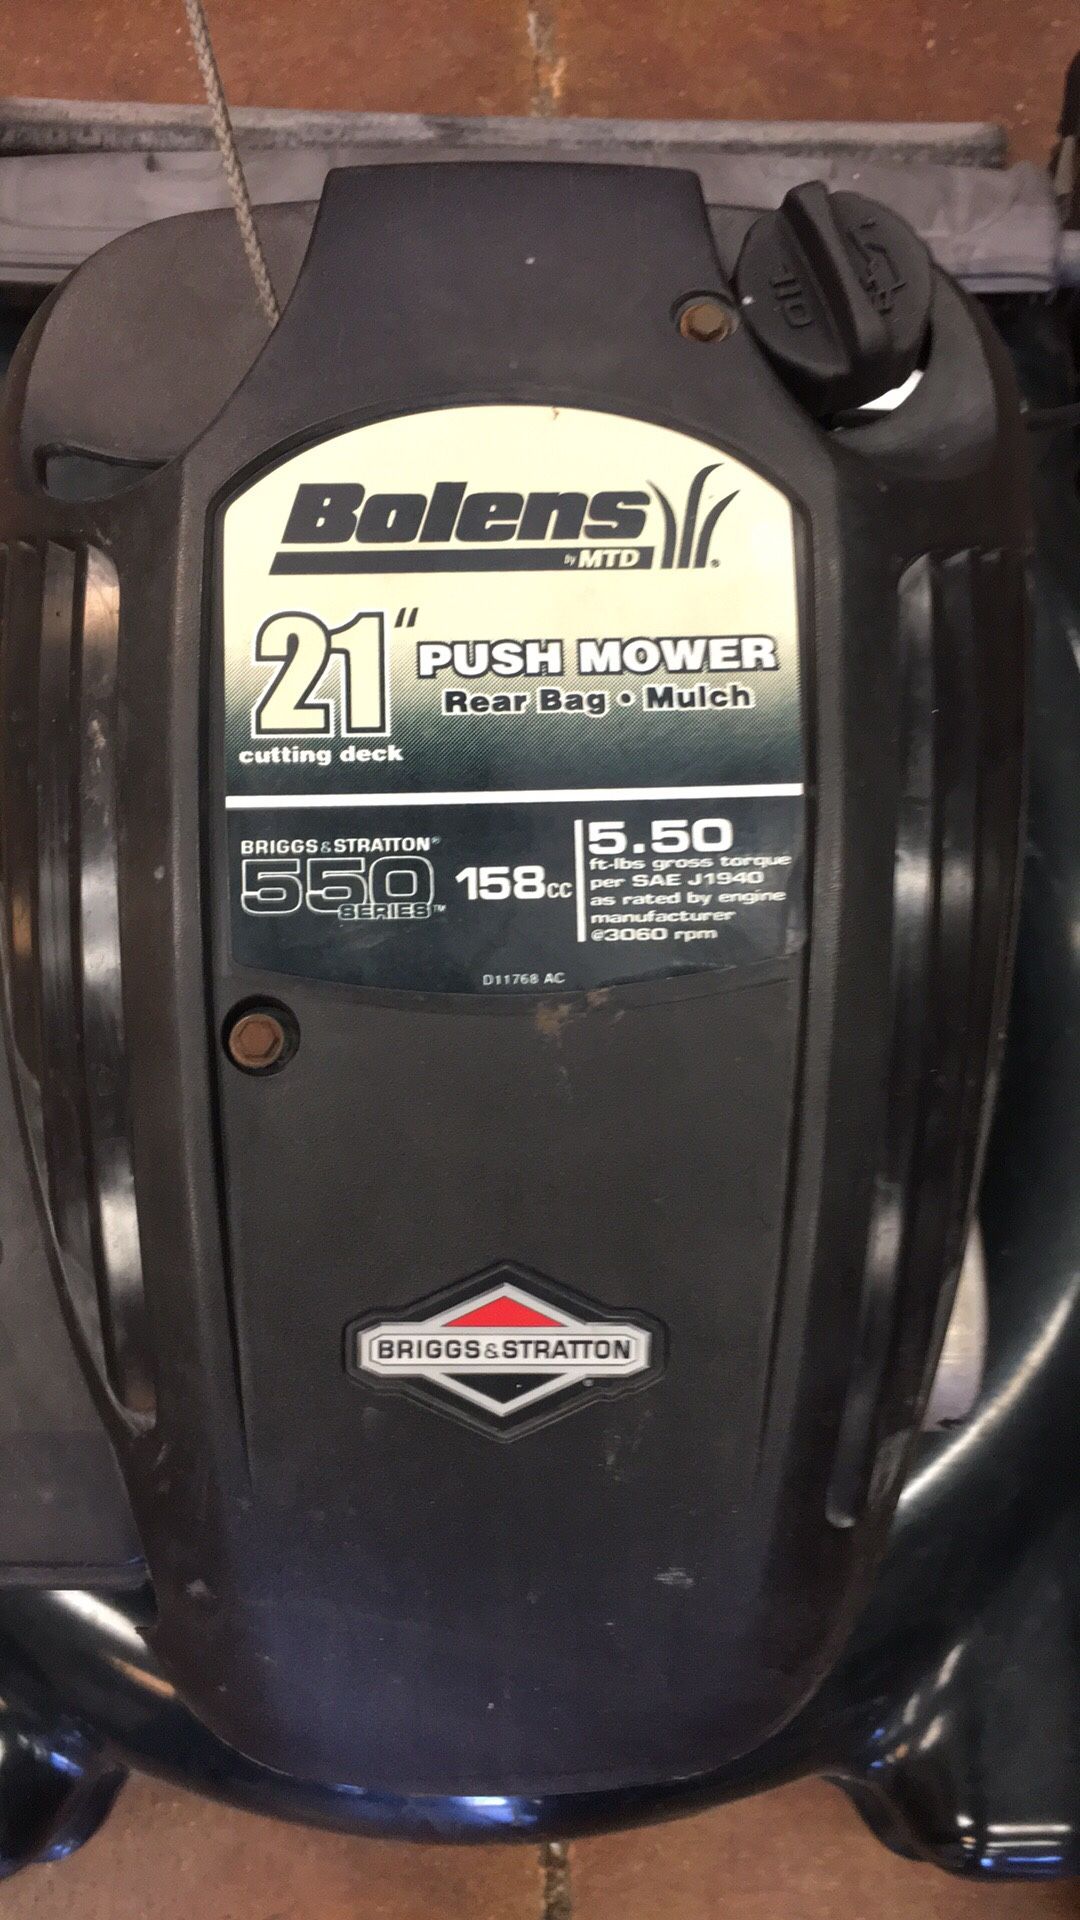 OIL
Bolens
by MTD ®
21" PUSH MOWER
Rear Bag • Mulch
cutting deck
BRIGGS&STRATTON®
550
SERIES™
158cc
5.50
ft-lbs gross torque
per SAE J1940
as rated by engine
manufacturer
@3060 rpm
D11768 AC
BRIGGS&STRATTON®